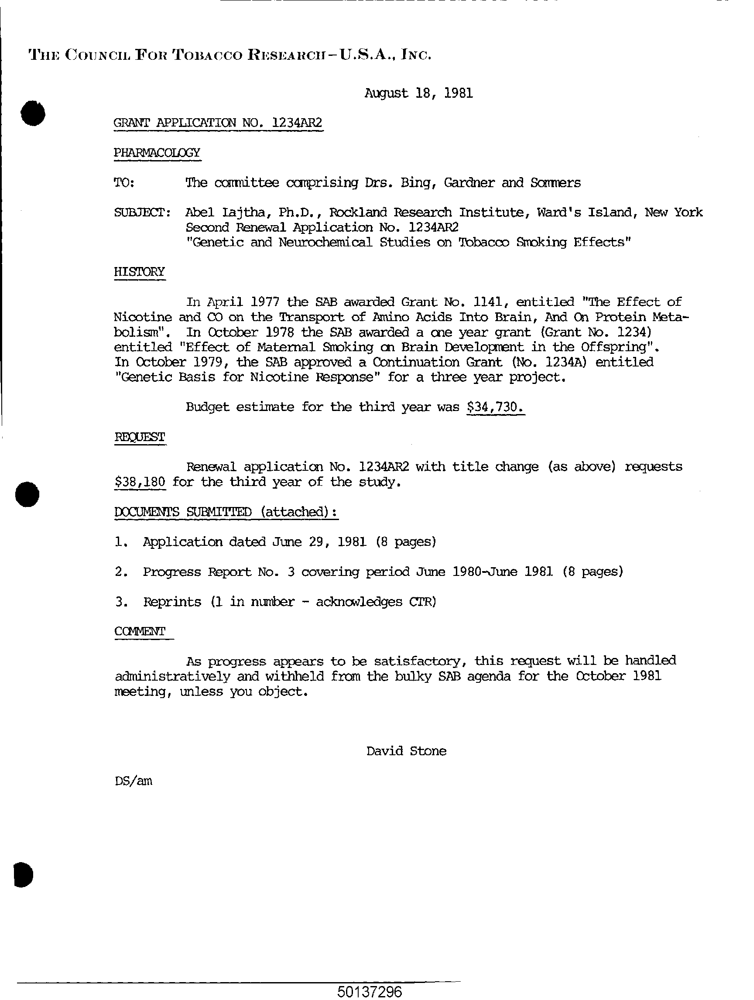 THE COUNCIL FOR TOBACCO RESEARCH-U.S.A., INC.
August 18, 1981
GRANT APPLICATION NO. 1234AR2
PHARMACOLOGY
TO: The committee comprising Drs. Bing, Gardner and Sommers
SUBJECT: Abel Lajtha, Ph.D., Rockland Research Institute, Ward's Island, New York
Second Renewal Application No. 1234AR2
"Genetic and Neurochemical Studies on Tobacco Smoking Effects"
HISTORY
In April 1977 the SAB awarded Grant No. 1141, entitled "The Effect of
Nicotine and CO on the Transport of Amino Acids Into Brain, And On Protein Meta-
bolism". In October 1978 the SAB awarded a one year grant (Grant No. 1234)
entitled "Effect of Maternal Smoking on Brain Development in the Offspring".
In October 1979, the SAB approved a Continuation Grant (No. 1234A) entitled
"Genetic Basis for Nicotine Response" for a three year project.
Budget estimate for the third year was $34,730.
REQUEST
Renewal application No. 1234AR2 with title change (as above) requests
$38,180 for the third year of the study.
DOCUMENTS SUBMITTED (attached):
1. Application dated June 29, 1981 (8 pages)
2. Progress Report No. 3 covering period June 1980-June 1981 (8 pages)
3. Reprints (1 in number - acknowledges CTR)
COMMENT
As progress appears to be satisfactory, this request will be handled
administratively and withheld from the bulky SAB agenda for the October 1981
meeting, unless you object.
David Stone
DS/am
50137296